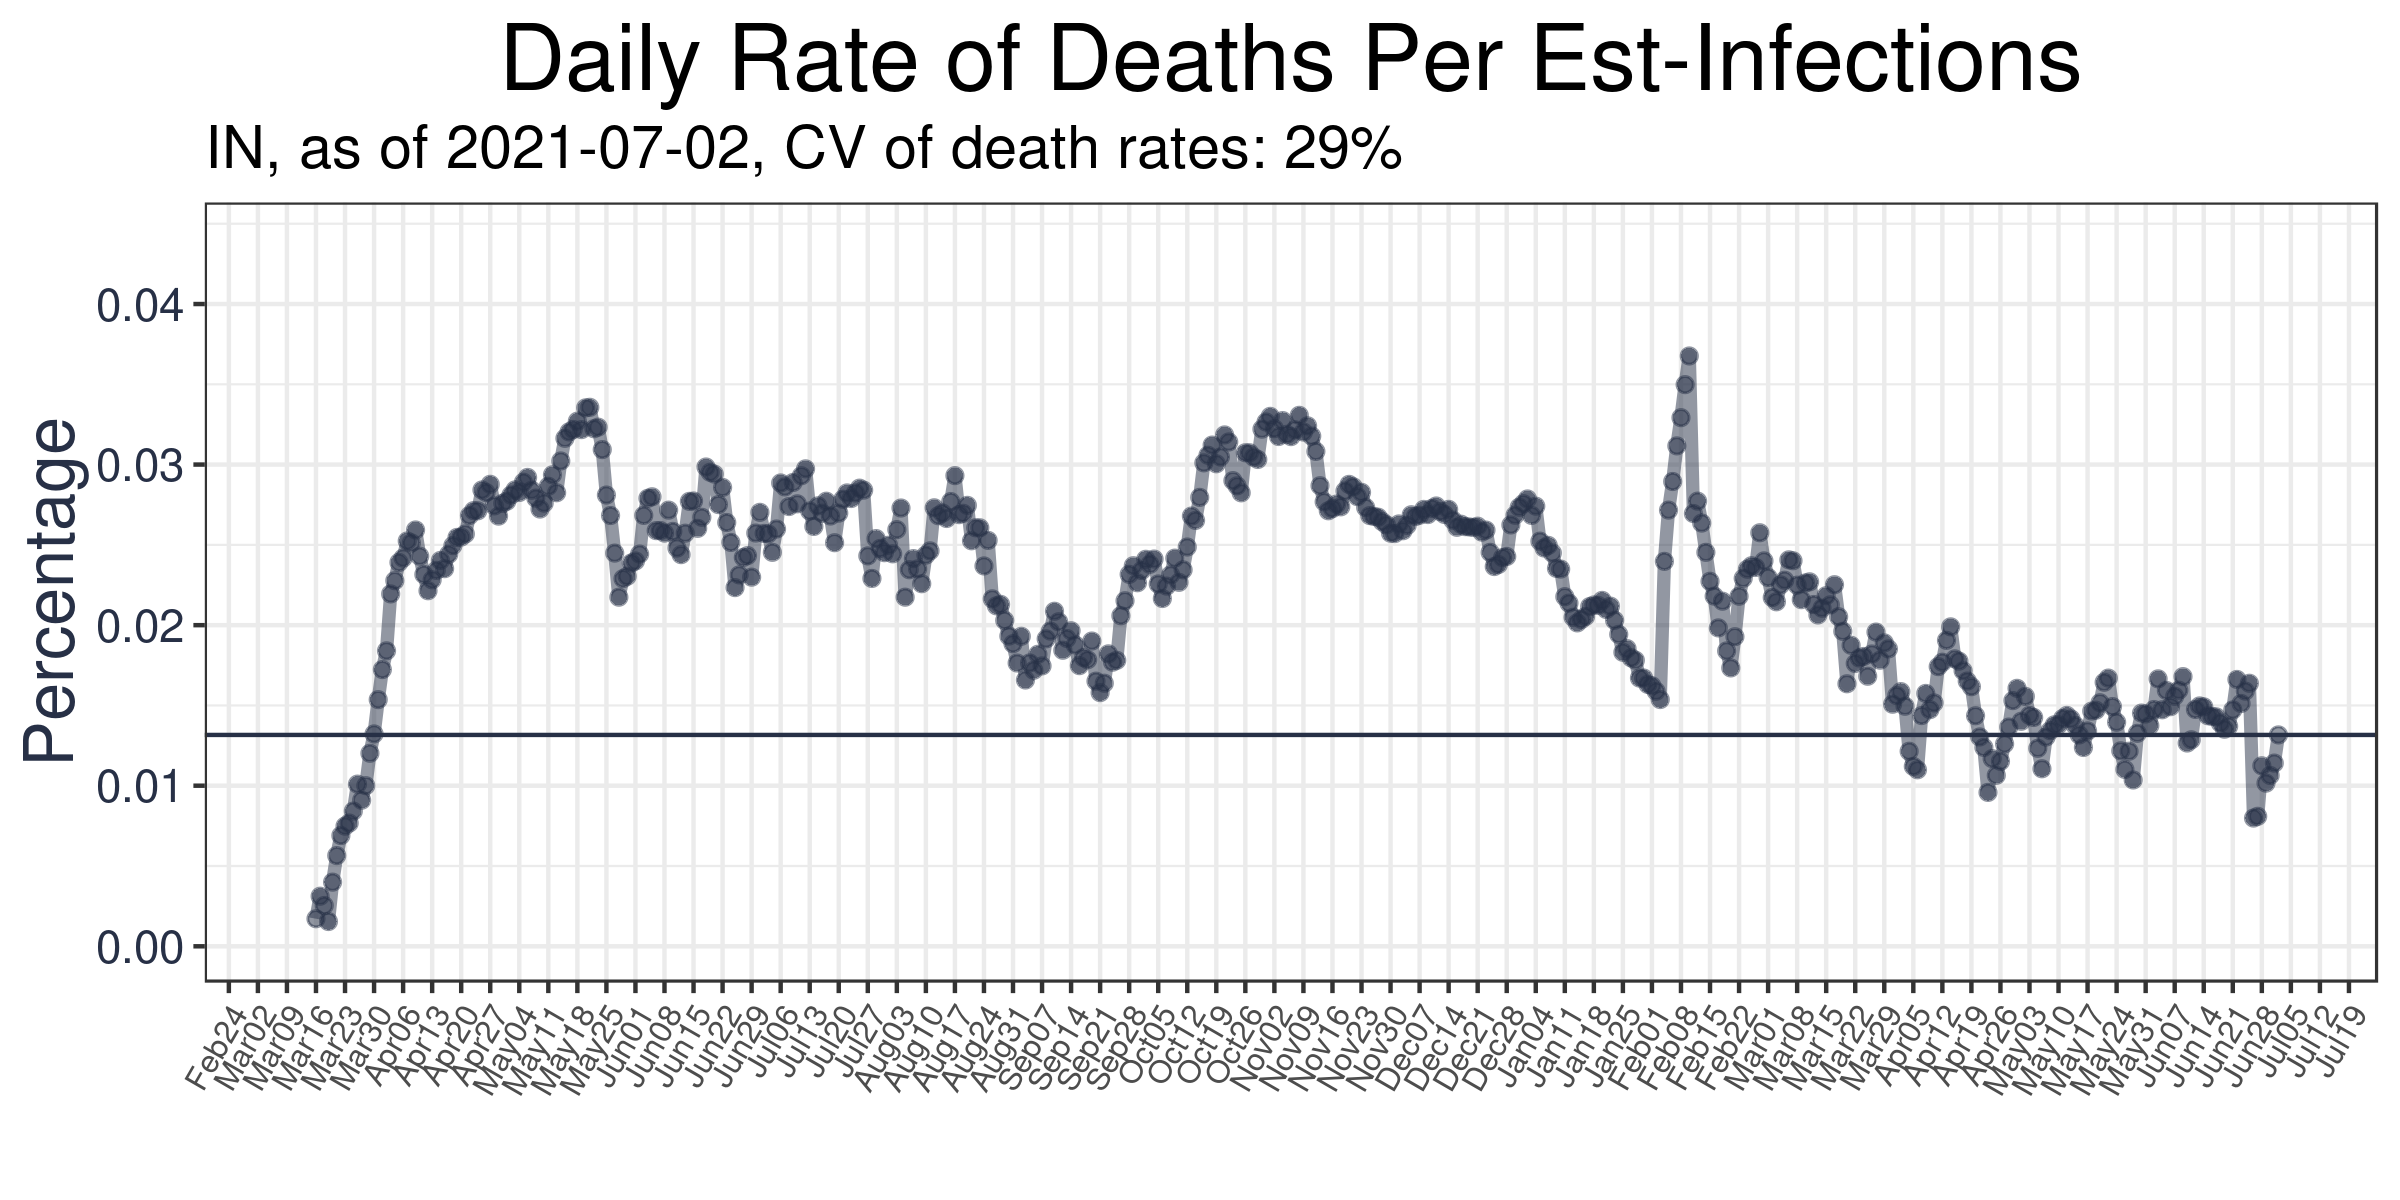 Daily Rate of Deaths Per Est-Infections
IN, as of 2021-07-02, CV of death rates: 29%
Percentage
0.04
0.03
0.02
0.01
0.00
Feb24
Mar02
Mar09
Mar16
Mar23
Mar30
Apr06
Apr13
Apr20
Apr27
May04
May11
May18
May25
Jun01
Jun08
Jun15
Jun22
Jun29
Jul06
Jul13
Jul20
Jul27
Aug03
Aug10
Aug17
Aug24
Aug31
Sep07
Sep14
Sep21
Sep28
Oct05
Oct12
Oct19
Oct26
Nov02
Nov09
Nov16
Nov23
Nov30
Dec07
Dec14
Dec21
Dec28
Jan04
Jan11
Jan18
Jan25
Feb01
Feb08
Feb15
Feb22
Mar01
Mar08
Mar15
Mar22
Mar29
Apr05
Apr12
Apr19
Apr26
May03
May10
May17
May24
May31
Jun07
Jun14
Jun21
Jun28
Jul05
Jul12
Jul19